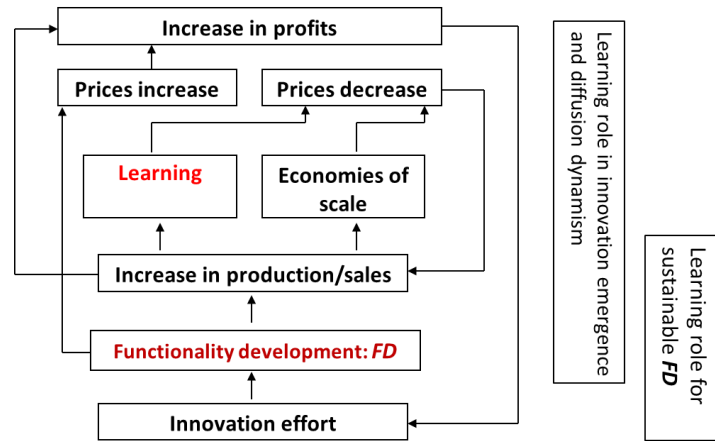 Increase in profits
Prices increase
Prices decrease
Learning
Economies of
scale
Increase in production/sales
Functionality development: FD
Innovation effort
Learning role in innovation emergence
and diffusion dynamism
Learning role for
sustainable FD